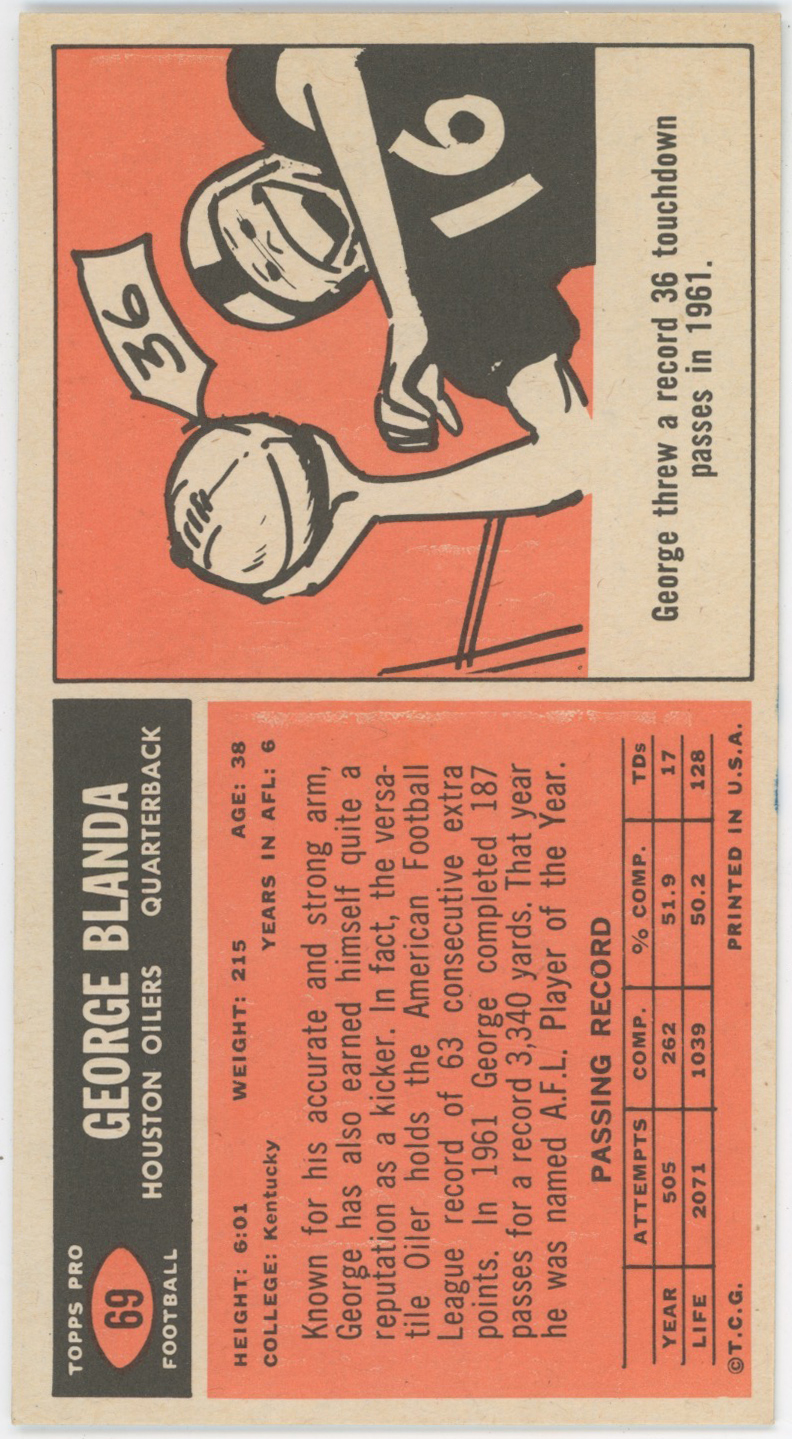 TOPPS PRO
69
FOOTBALL
GEORGE BLANDA
HOUSTON OILERS QUARTERBACK
HEIGHT: 6:01 WEIGHT: 215 AGE: 38
COLLEGE: Kentucky YEARS IN AFL: 6
Known for his accurate and strong arm,
George has also earned himself quite a
reputation as a kicker. In fact, the versa-
tile Oiler holds the American Football
League record of 63 consecutive extra
points. In 1961 George completed 187
passes for a record 3,340 yards. That year
he was named A.F.L. Player of the Year.
PASSING RECORD
ATTEMPTS COMP. % COMP. TDs
YEAR 505 262 51.9 17
LIFE 2071 1039 50.2 128
©T.C.G. PRINTED IN U.S.A.
36
16
George threw a record 36 touchdown
passes in 1961.